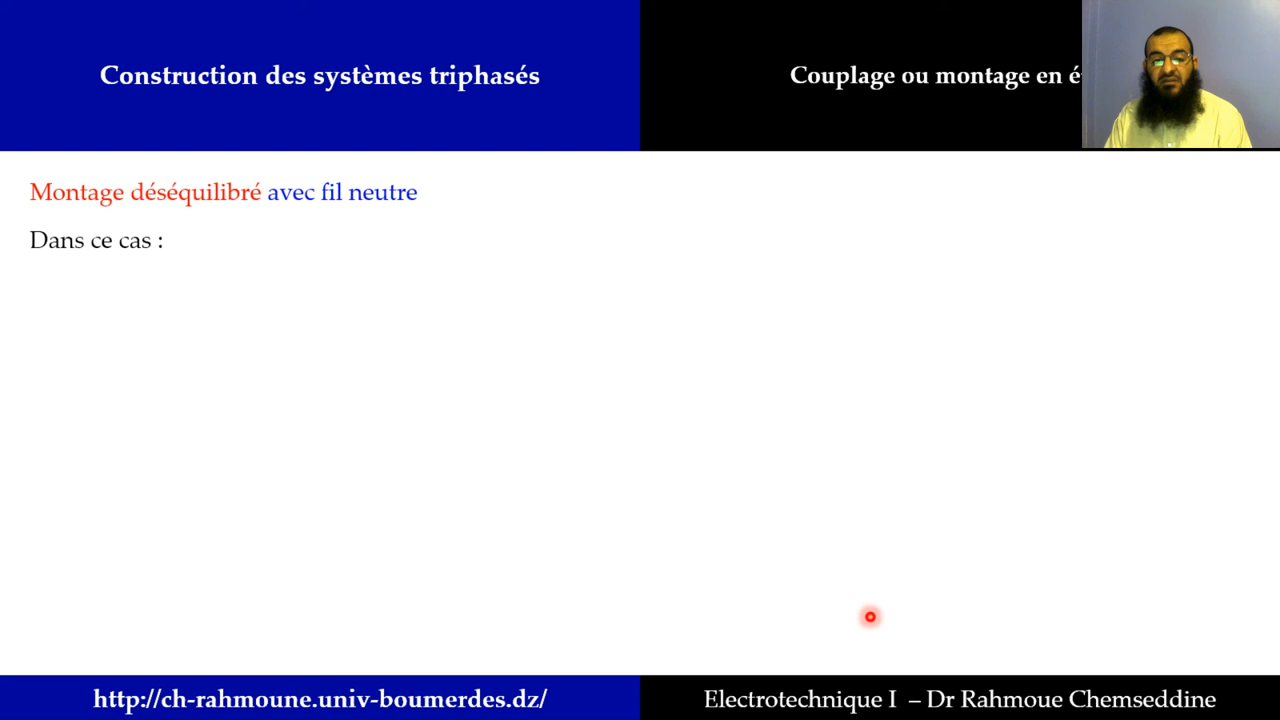 Construction des systèmes triphasés
Couplage ou montage en
Montage déséquilibré avec fil neutre
Dans ce cas :
http://ch-rahmoune.univ-boumerdes.dz/
Electrotechnique I – Dr Rahmoue Chemseddine